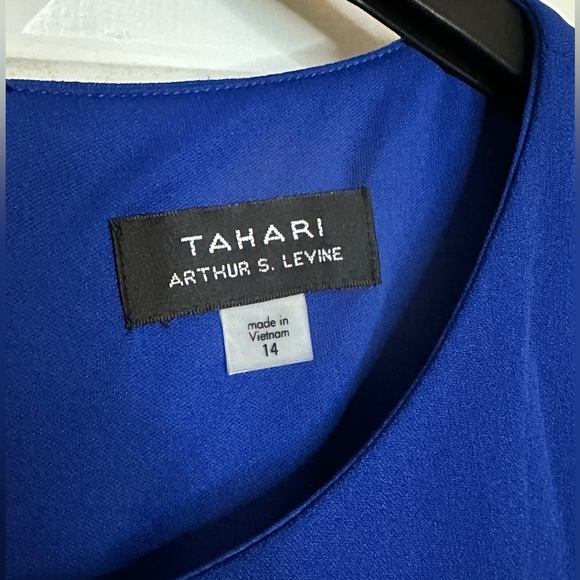 TAHARI
ARTHUR S. LEVINE
made in
Vietnam
14